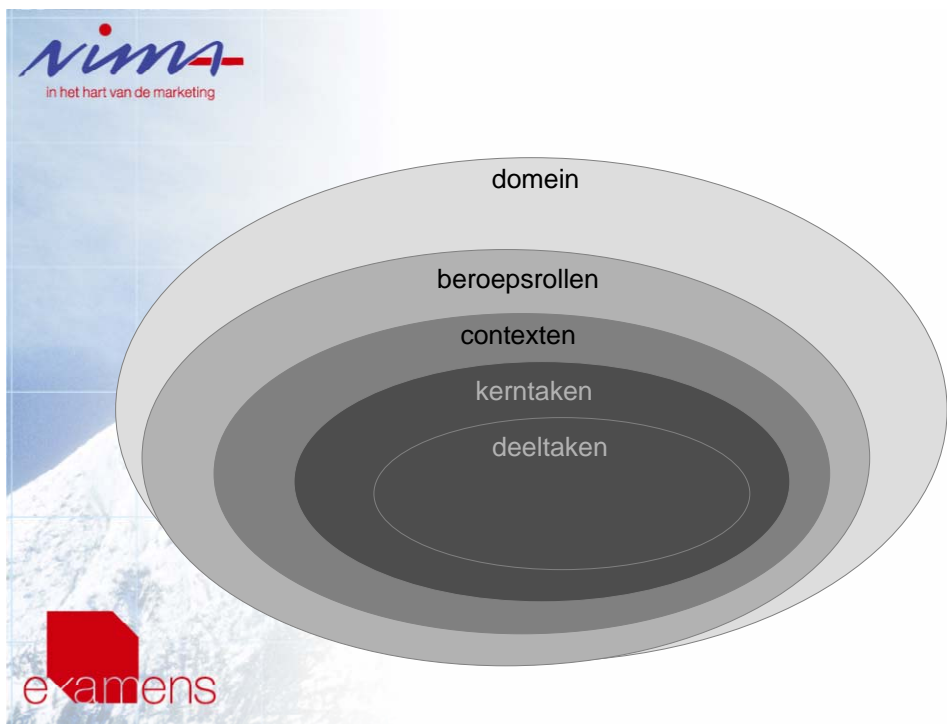 NIMA
in het hart van de marketing
domein
beroepsrollen
contexten
kerntaken
deeltaken
examens